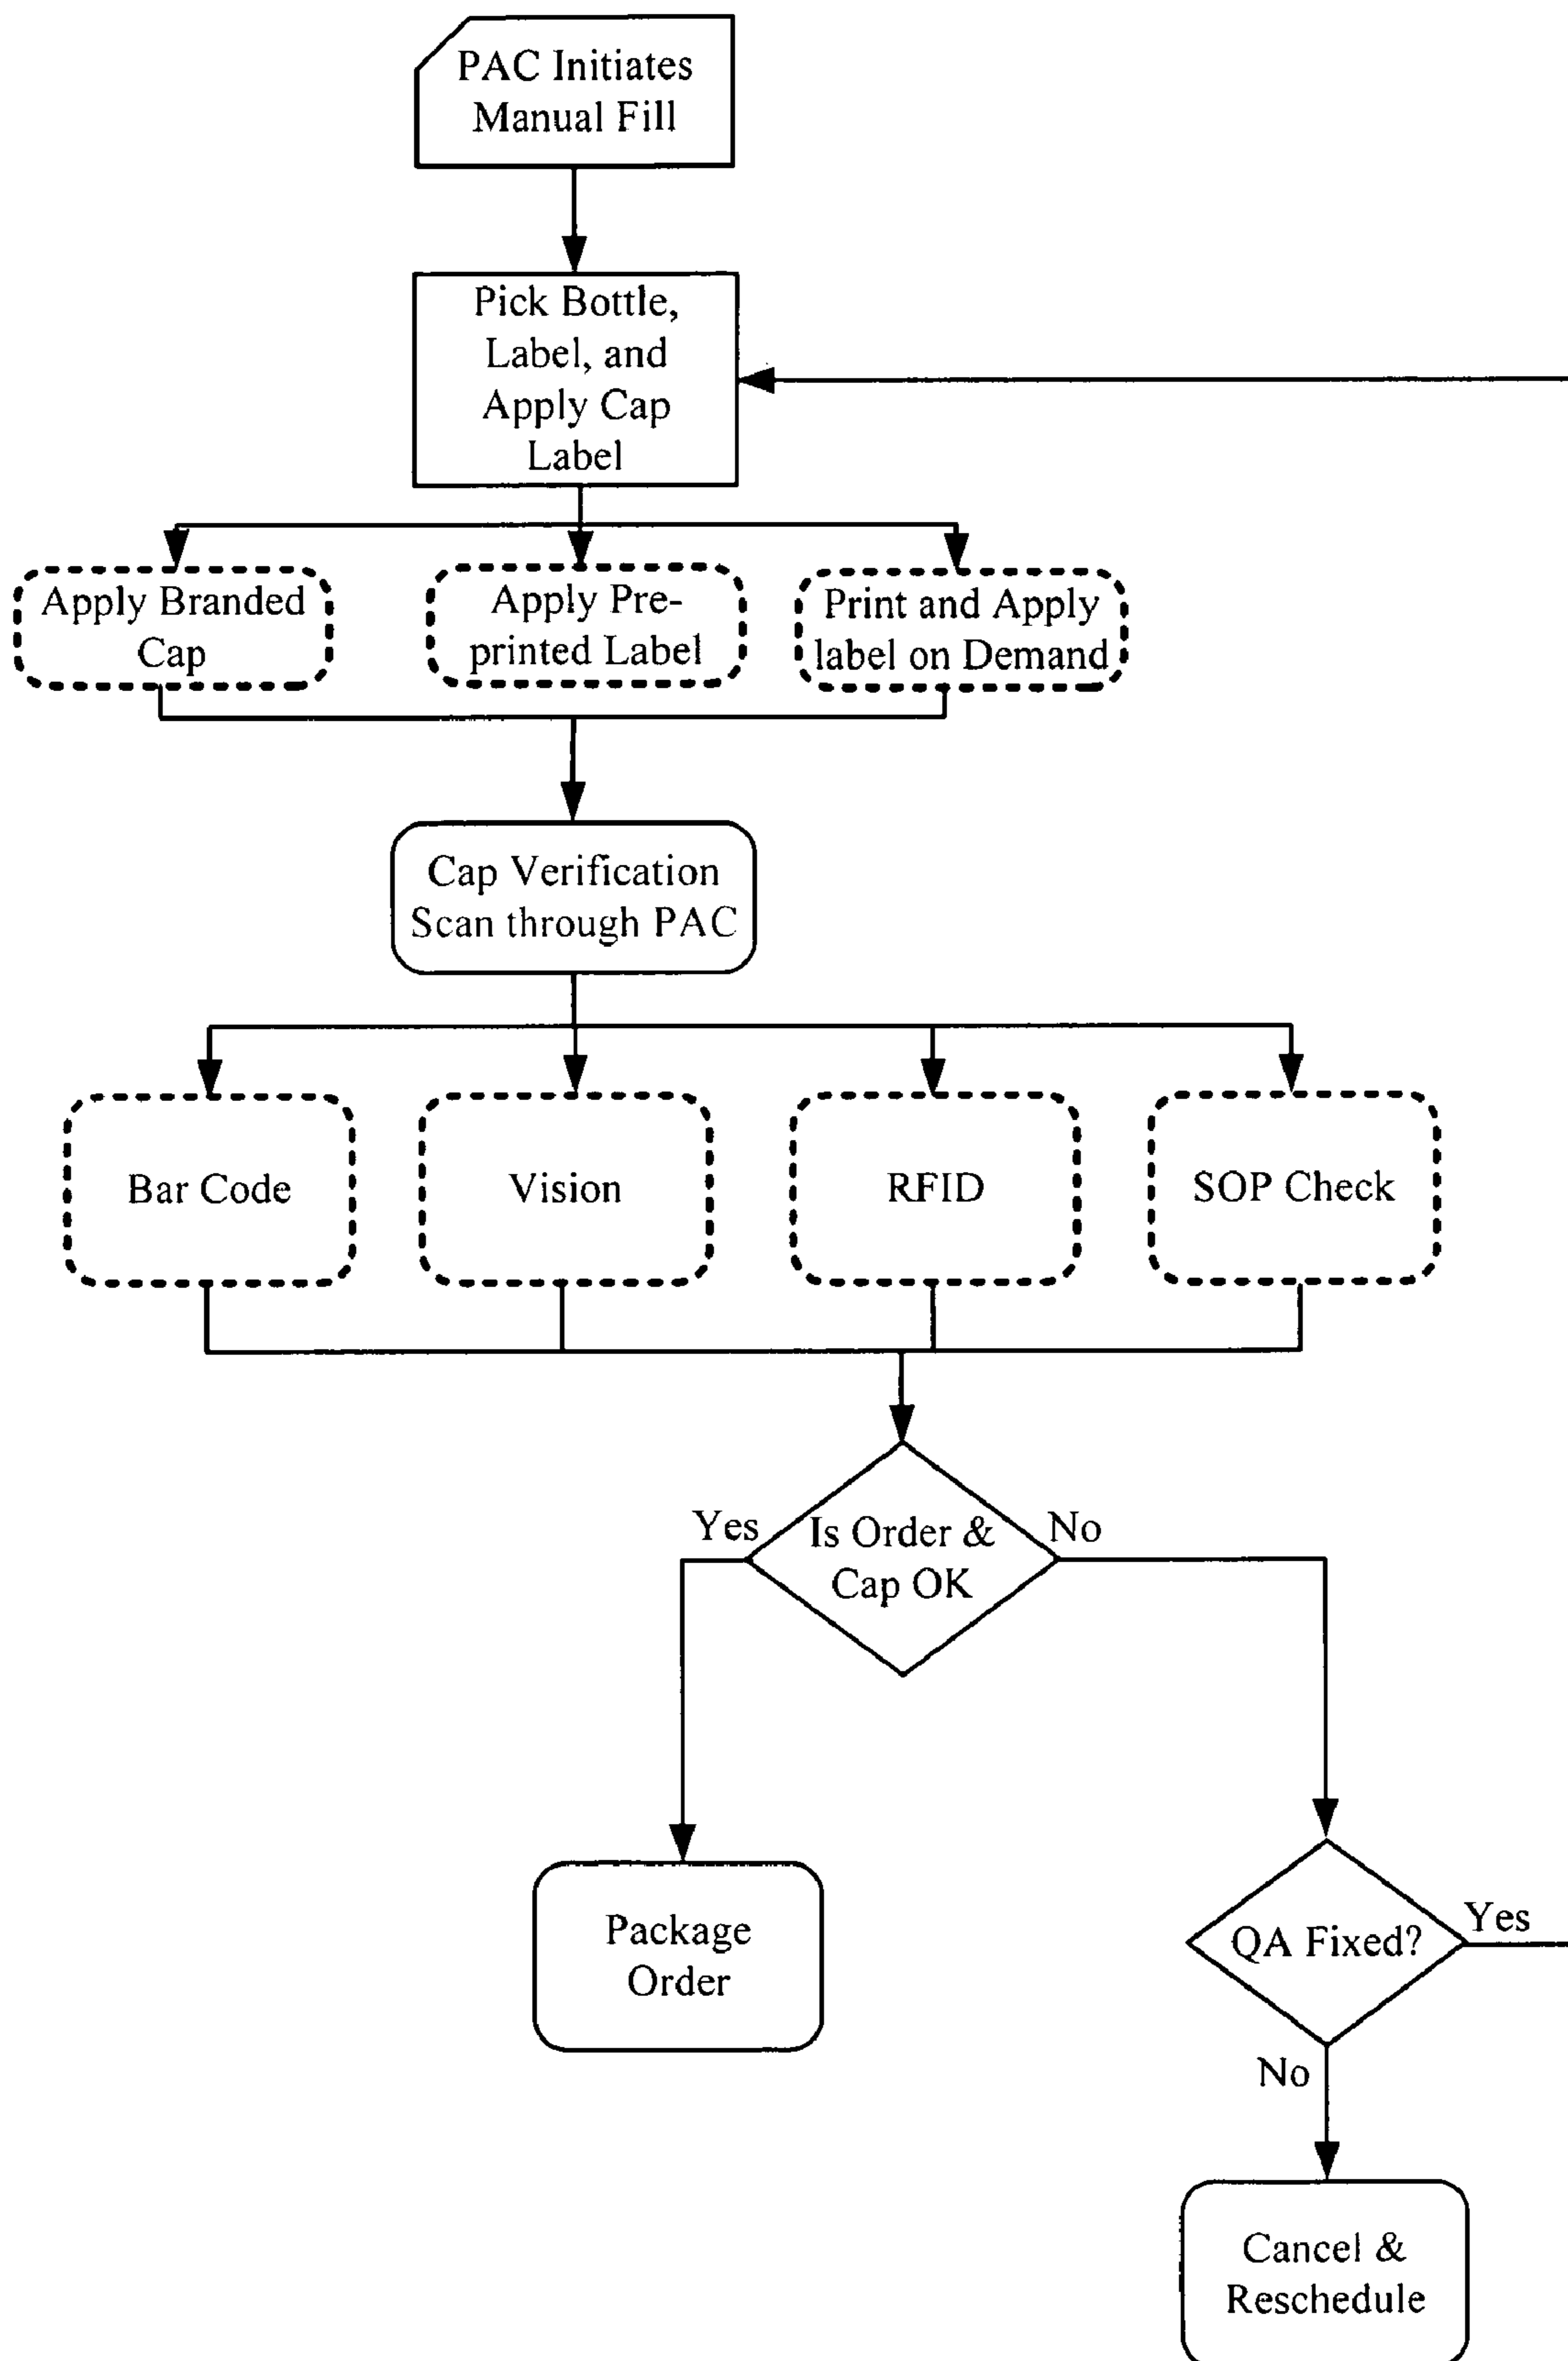 PAC Initiates
Manual Fill
Pick Bottle,
Label, and
Apply Cap
Label
Apply Branded
Cap
Apply Pre-
printed Label
Print and Apply
label on Demand
Cap Verification
Scan through PAC
Bar Code
Vision
RFID
SOP Check
Yes
Is Order &
Cap OK
No
Package
Order
QA Fixed?
Yes
No
Cancel &
Reschedule